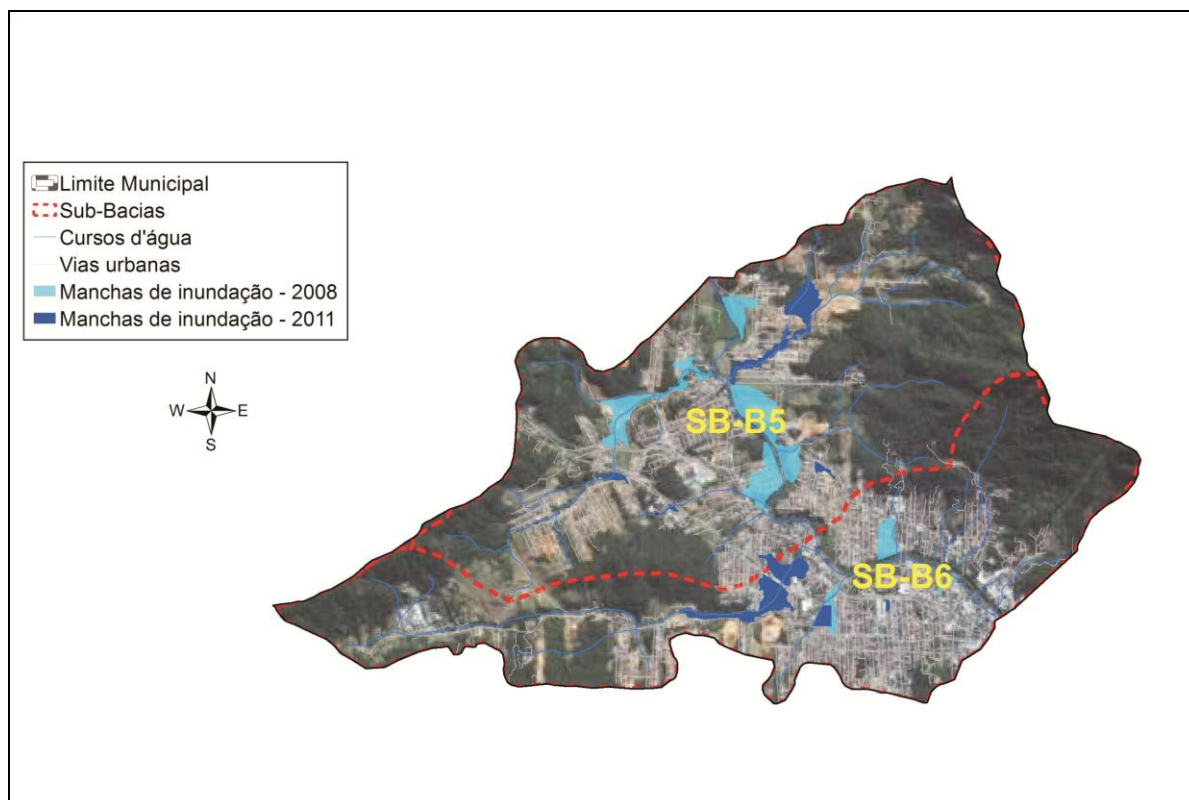 Limite Municipal
Sub-Bacias
Cursos d'água
Vias urbanas
Manchas de inundação - 2008
Manchas de inundação - 2011
N
W E
S
SB-B5
SB-B6